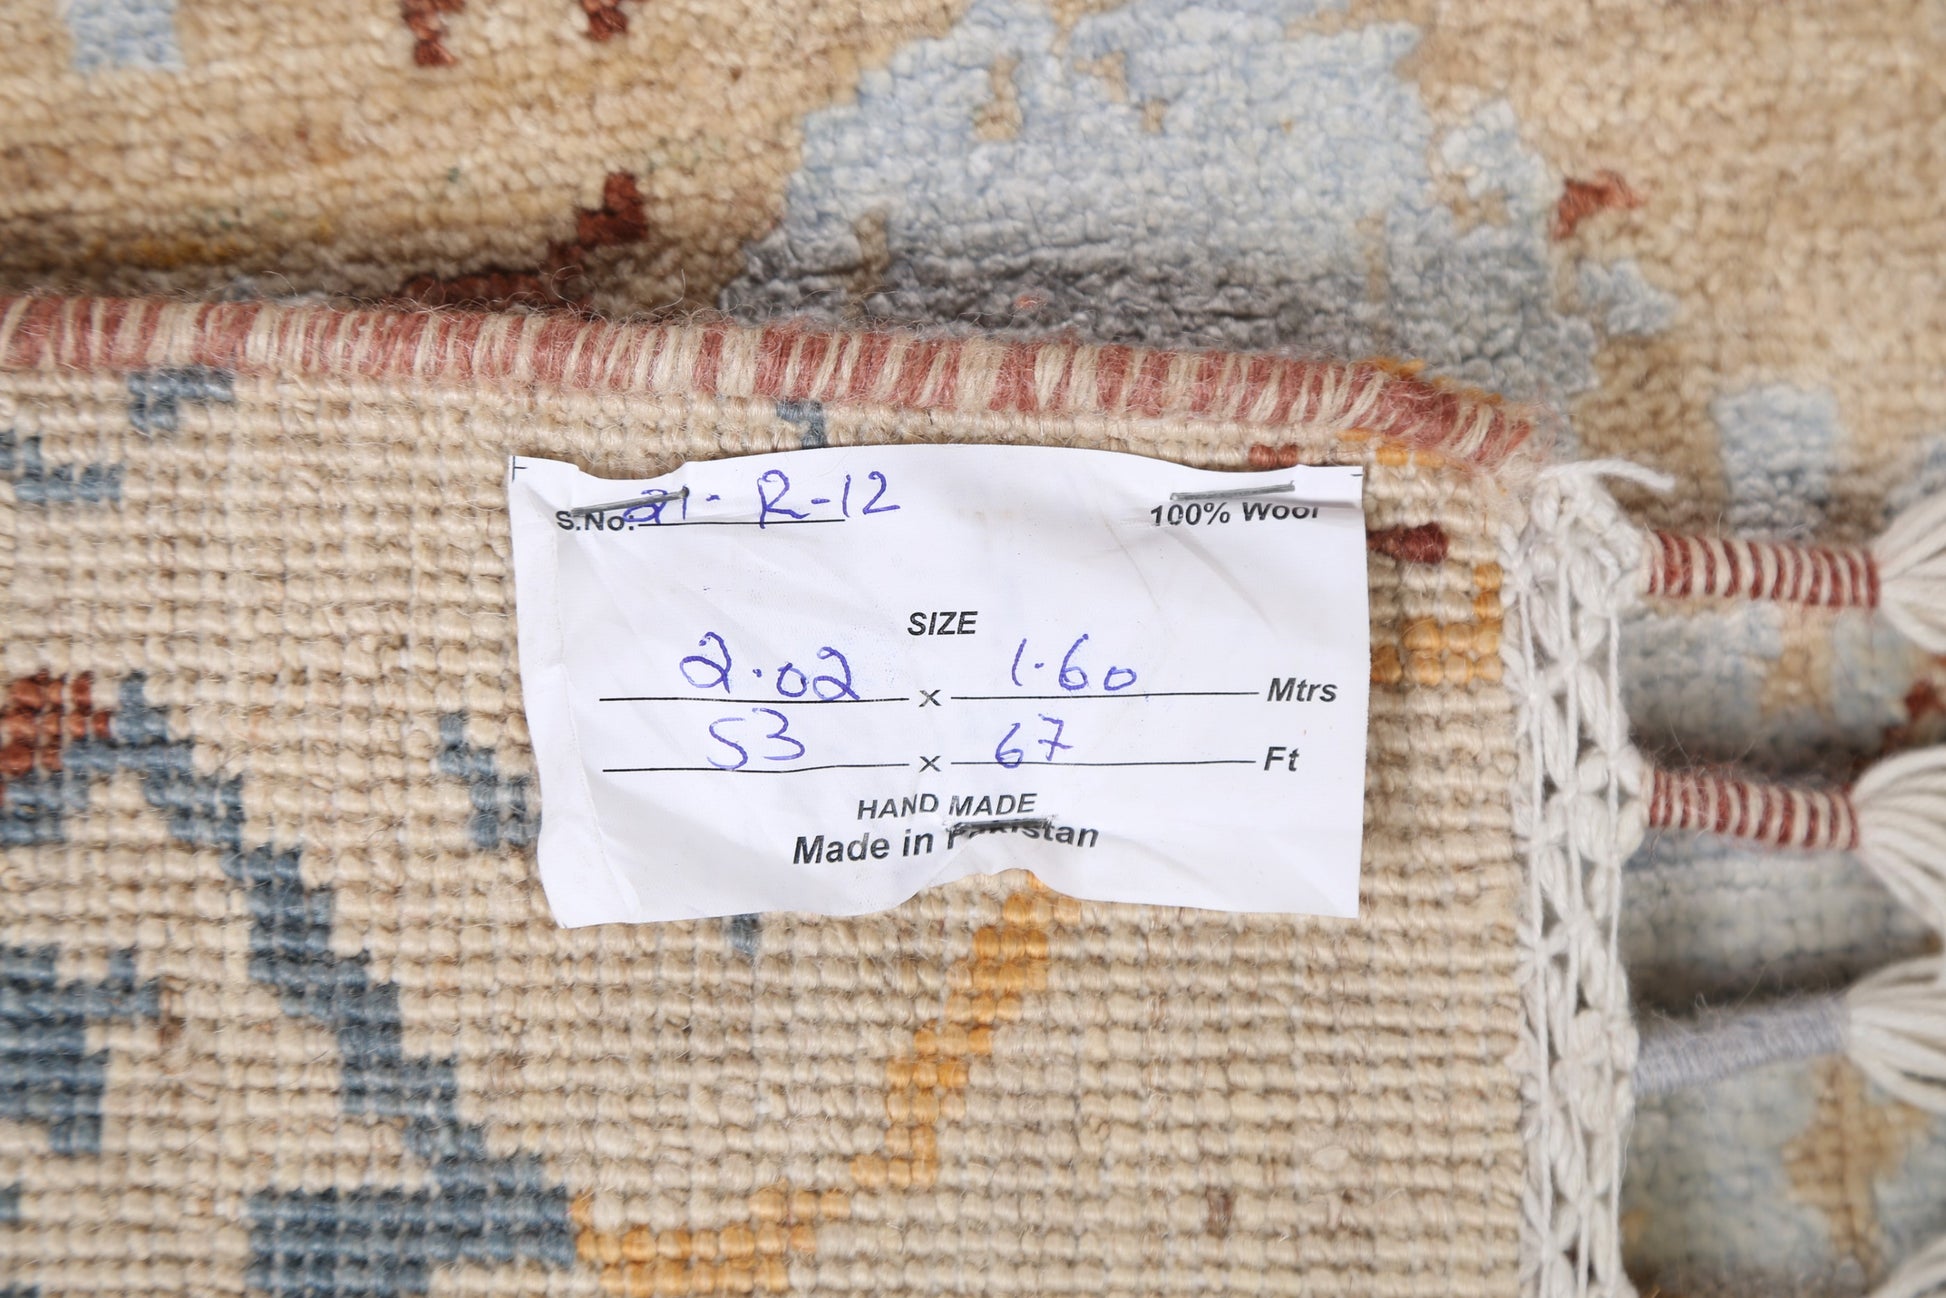 S.No: 21- R-12
100% Wool
SIZE
2.02 x 1.60 Mtrs
53 x 67 Ft
HAND MADE
Made in Pakistan